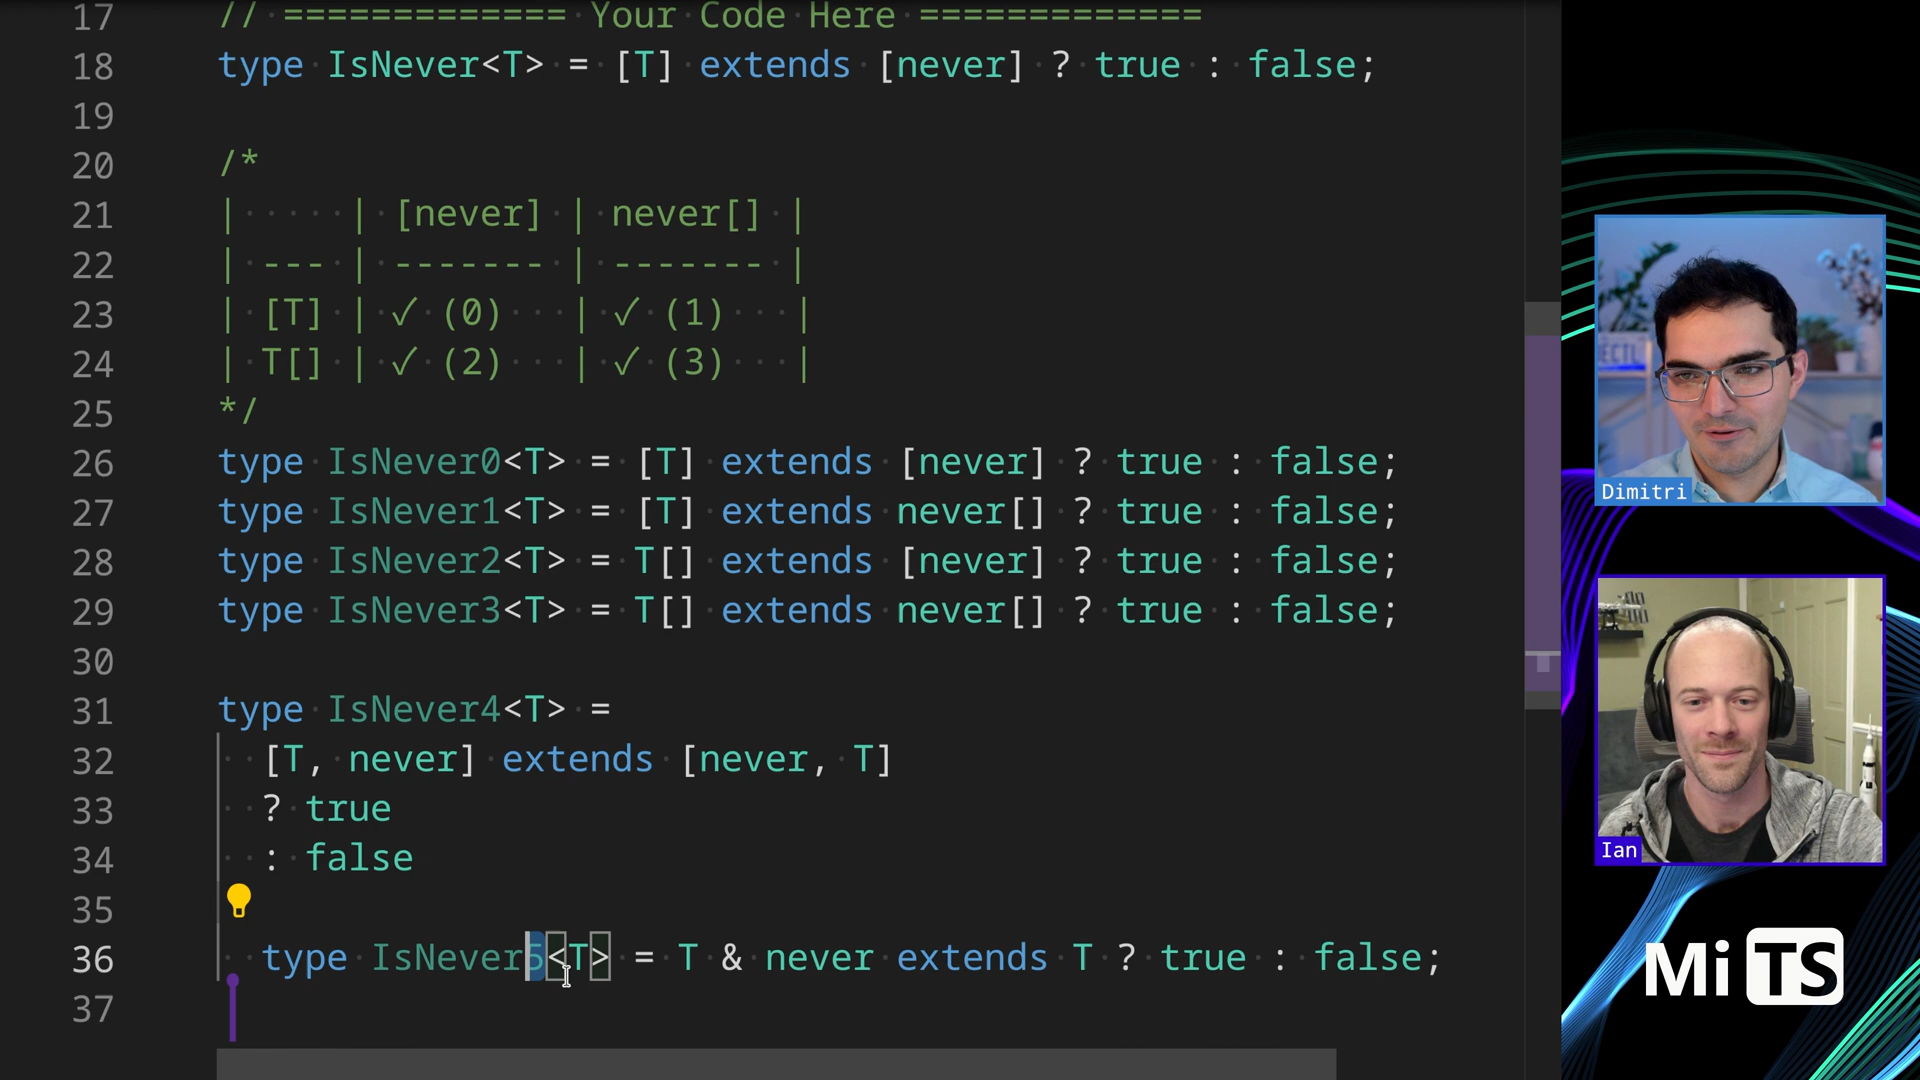 17 // ============= Your Code Here =============
18 type IsNever<T> = [T] extends [never] ? true : false;
19
20 /*
21 |     | [never] | never[] |
22 | --- | ------- | ------- |
23 | [T] | ✓ (0)   | ✓ (1)   |
24 | T[] | ✓ (2)   | ✓ (3)   |
25 */
26 type IsNever0<T> = [T] extends [never] ? true : false;
27 type IsNever1<T> = [T] extends never[] ? true : false;
28 type IsNever2<T> = T[] extends [never] ? true : false;
29 type IsNever3<T> = T[] extends never[] ? true : false;
30
31 type IsNever4<T> =
32   [T, never] extends [never, T]
33   ? true
34   : false
35
36   type IsNever5<T> = T & never extends T ? true : false;
37
ECTL
Dimitri
Ian
Mi TS